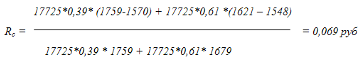 17725*0,39* (1759-1570) + 17725*0,61 *(1621 – 1548)
R_c = = 0,069 руб
17725*0,39 * 1759 + 17725*0,61* 1679